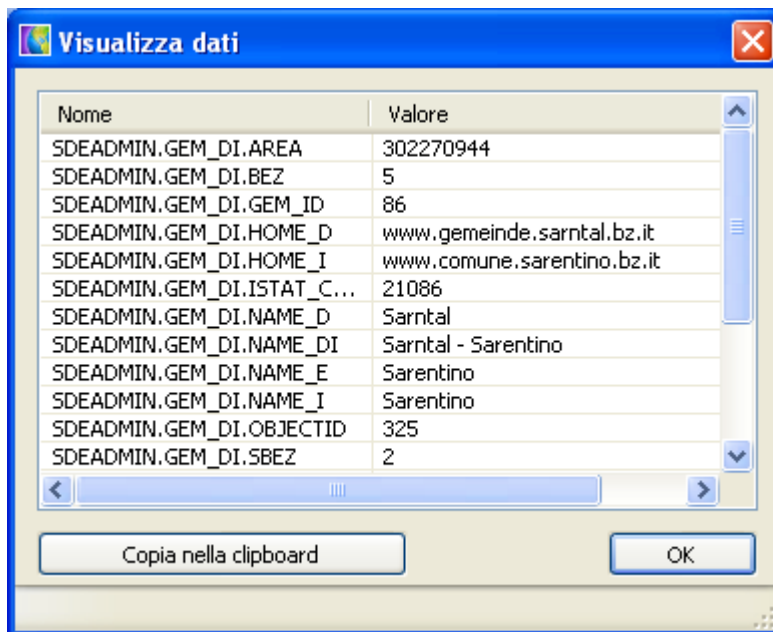 Visualizza dati
Nome Valore
SDEADMIN.GEM_DI.AREA 302270944
SDEADMIN.GEM_DI.BEZ 5
SDEADMIN.GEM_DI.GEM_ID 86
SDEADMIN.GEM_DI.HOME_D www.gemeinde.sarntal.bz.it
SDEADMIN.GEM_DI.HOME_I www.comune.sarentino.bz.it
SDEADMIN.GEM_DI.ISTAT_C... 21086
SDEADMIN.GEM_DI.NAME_D Sarntal
SDEADMIN.GEM_DI.NAME_DI Sarntal - Sarentino
SDEADMIN.GEM_DI.NAME_E Sarentino
SDEADMIN.GEM_DI.NAME_I Sarentino
SDEADMIN.GEM_DI.OBJECTID 325
SDEADMIN.GEM_DI.SBEZ 2
Copia nella clipboard OK